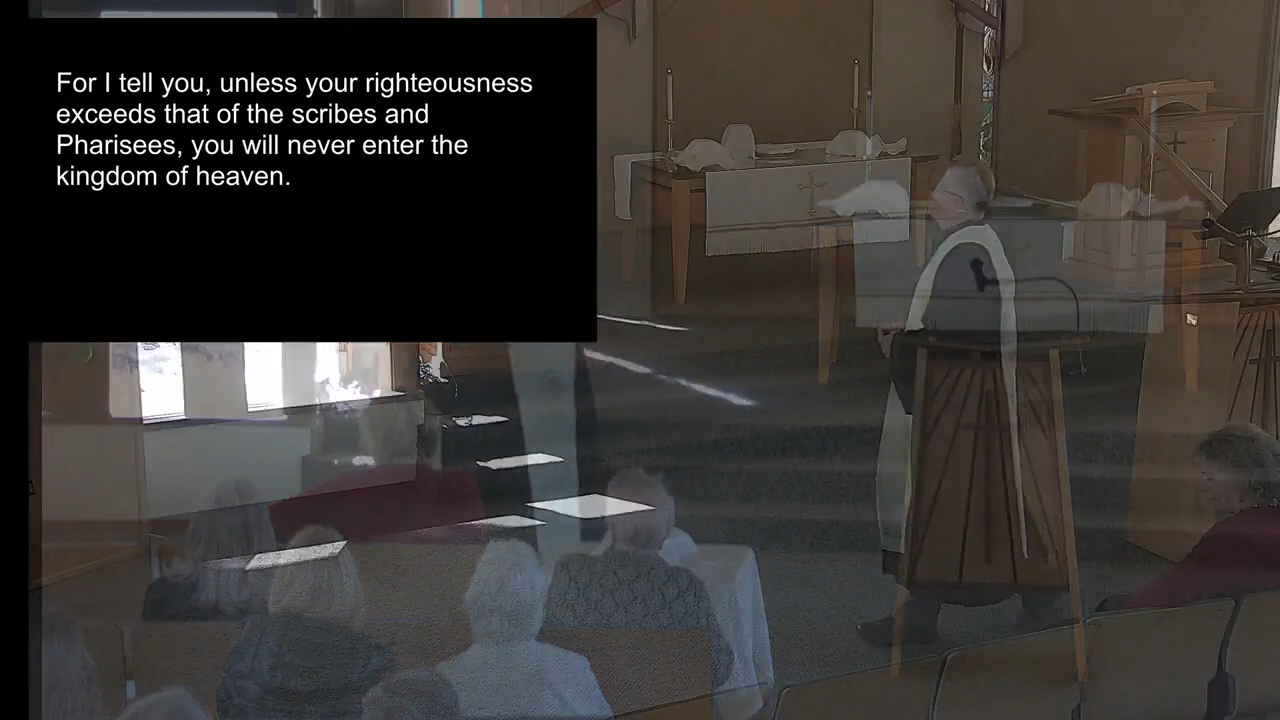 For I tell you, unless your righteousness
exceeds that of the scribes and
Pharisees, you will never enter the
kingdom of heaven.